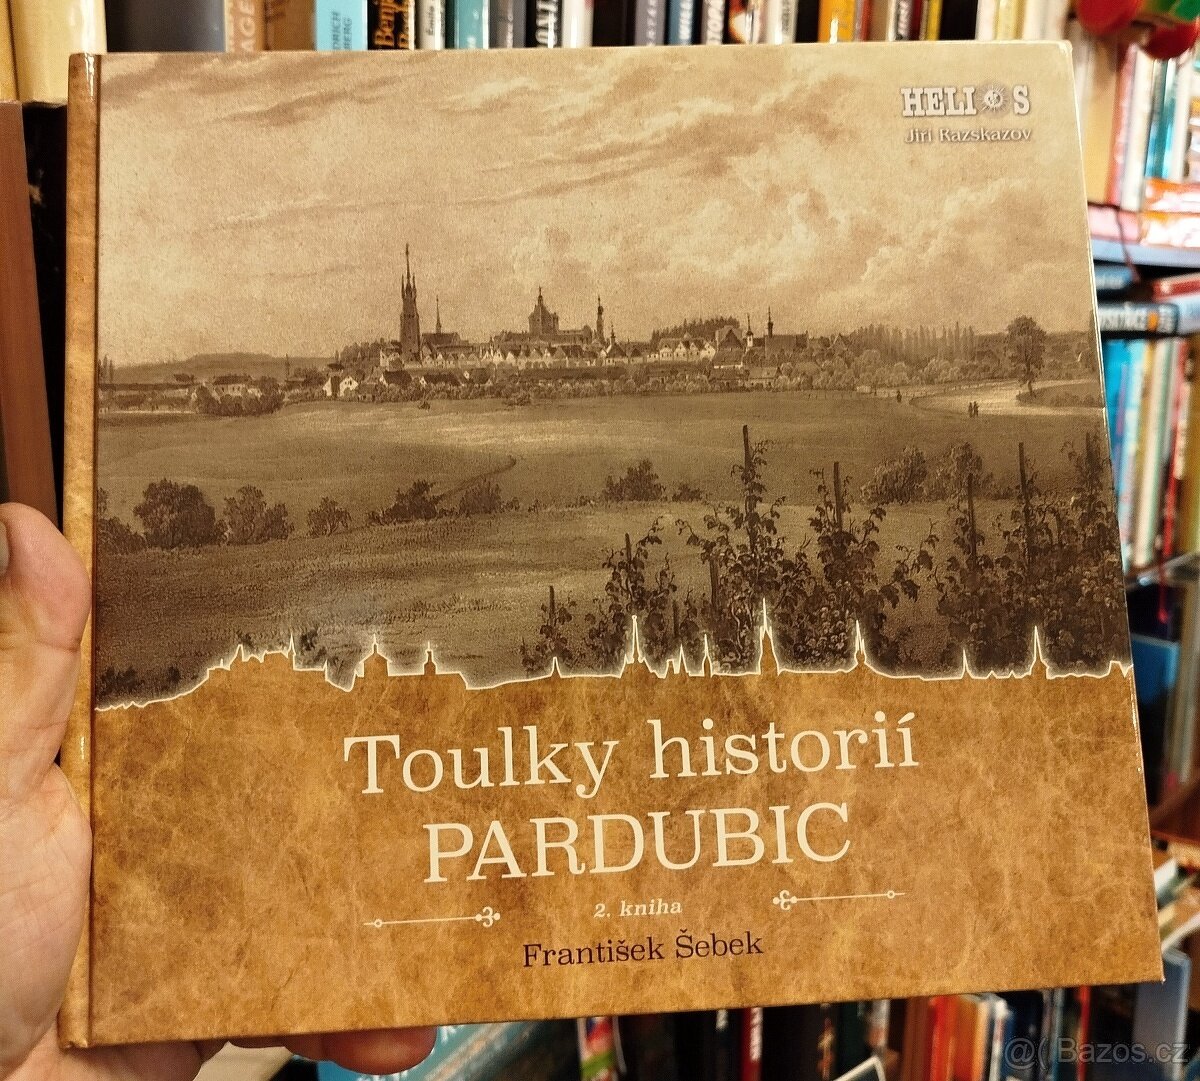 HELIOS
Jiří Razskazov
Toulky historií
PARDUBIC
2. kniha
František Šebek
Bazos.cz